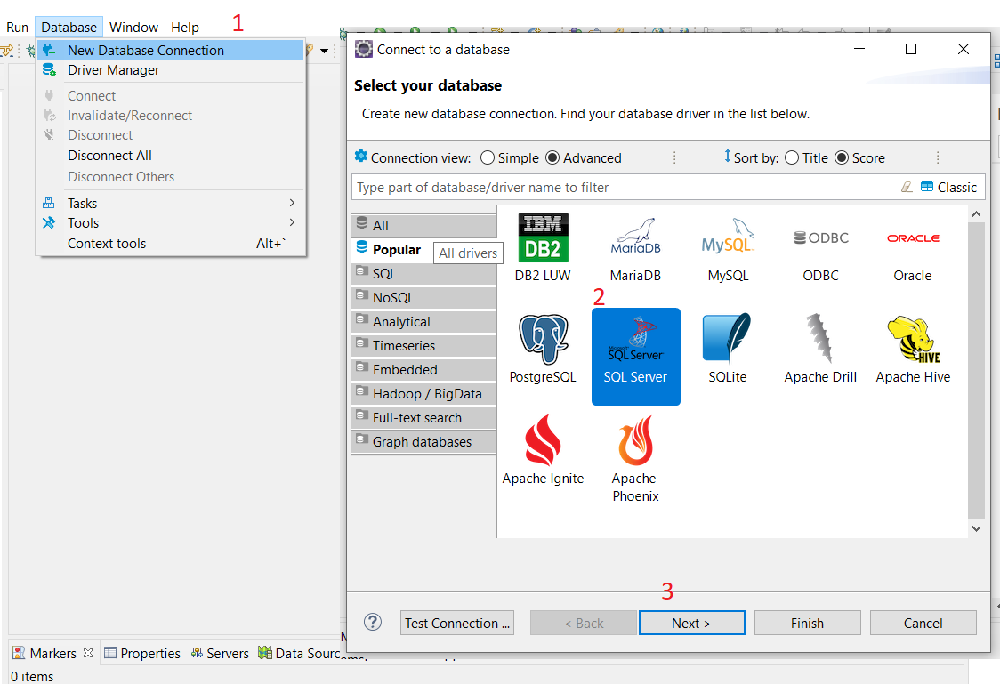 Run Database Window Help
1
New Database Connection
Driver Manager
Connect
Invalidate/Reconnect
Disconnect
Disconnect All
Disconnect Others
Tasks
Tools
Context tools Alt+`
Connect to a database
Select your database
Create new database connection. Find your database driver in the list below.
Connection view: Simple Advanced Sort by: Title Score
Type part of database/driver name to filter Classic
All
Popular
All drivers
SQL
NoSQL
Analytical
Timeseries
Embedded
Hadoop / BigData
Full-text search
Graph databases
IBM
DB2
MariaDB
MySQL
ODBC
ORACLE
DB2 LUW
MariaDB
MySQL
ODBC
Oracle
2
Microsoft
SQL Server
HIVE
PostgreSQL
SQL Server
SQLite
Apache Drill
Apache Hive
Apache Ignite
Apache
Phoenix
3
? Test Connection ... < Back Next > Finish Cancel
Markers Properties Servers Data Sourc
0 items